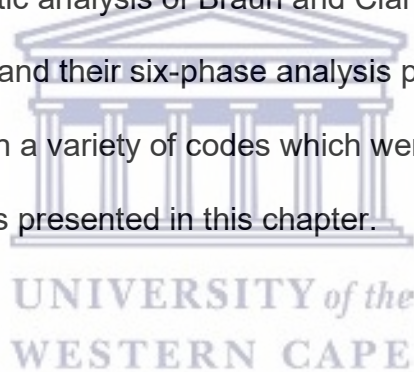 tic analysis of Braun and Clar
and their six-phase analysis p
n a variety of codes which wer
s presented in this chapter.
UNIVERSITY of the
WESTERN CAPE